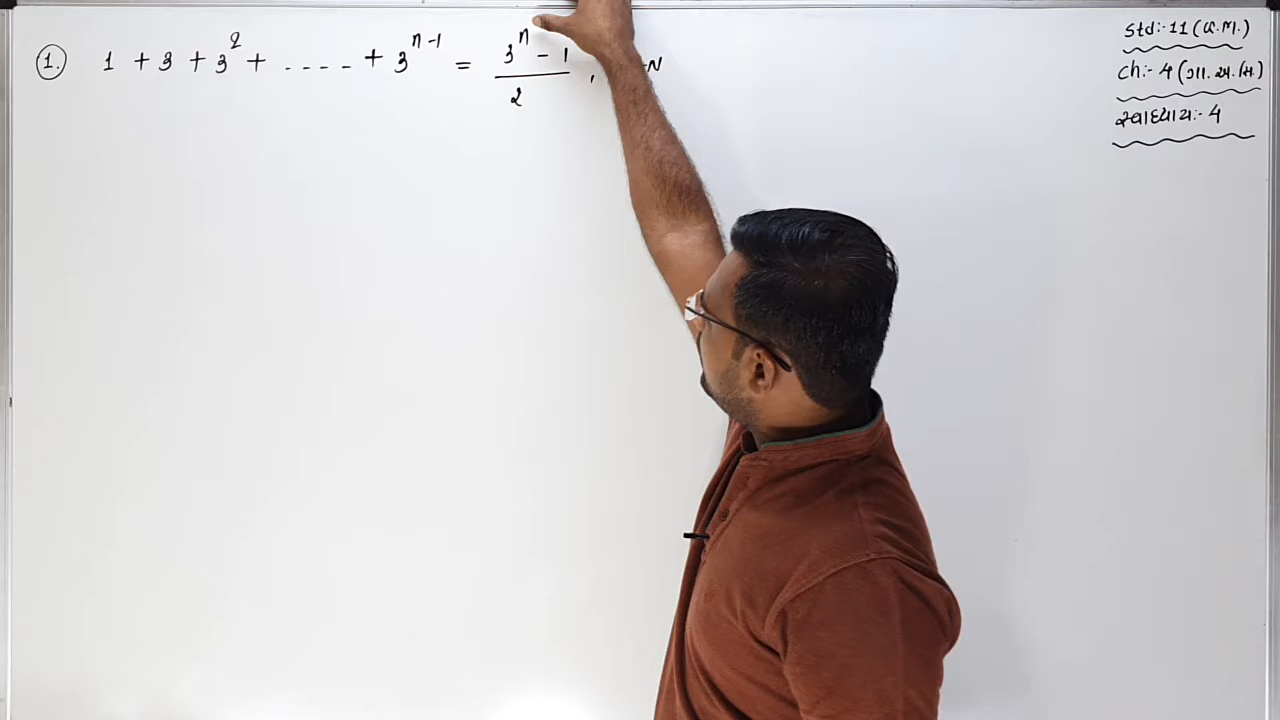 1. 1 + 3 + 3² + ---- + 3ⁿ⁻¹ = (3ⁿ - 1)/2 , N
Std:- 11 (G.M.)
Ch:- 4 (ગા. અ. સિ.)
સ્વાધ્યાય:- 4